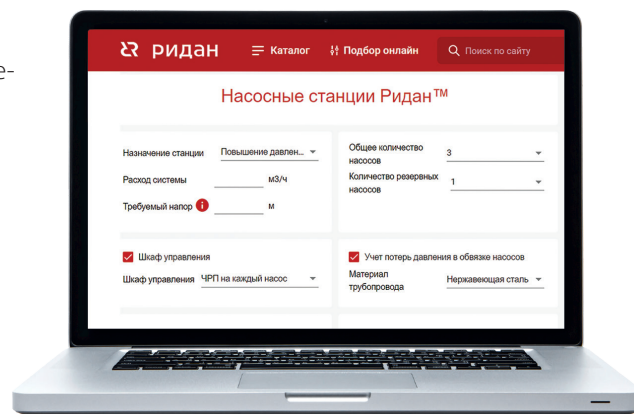 е-
ридан
Каталог
Подбор онлайн
Поиск по сайту
Насосные станции Ридан™
Назначение станции Повышение давлен...
Расход системы м3/ч
Требуемый напор i м
Общее количество
насосов 3
Количество резервных
насосов 1
Шкаф управления
Шкаф управления ЧРП на каждый насос
Учет потерь давления в обвязке насосов
Материал
трубопровода Нержавеющая сталь